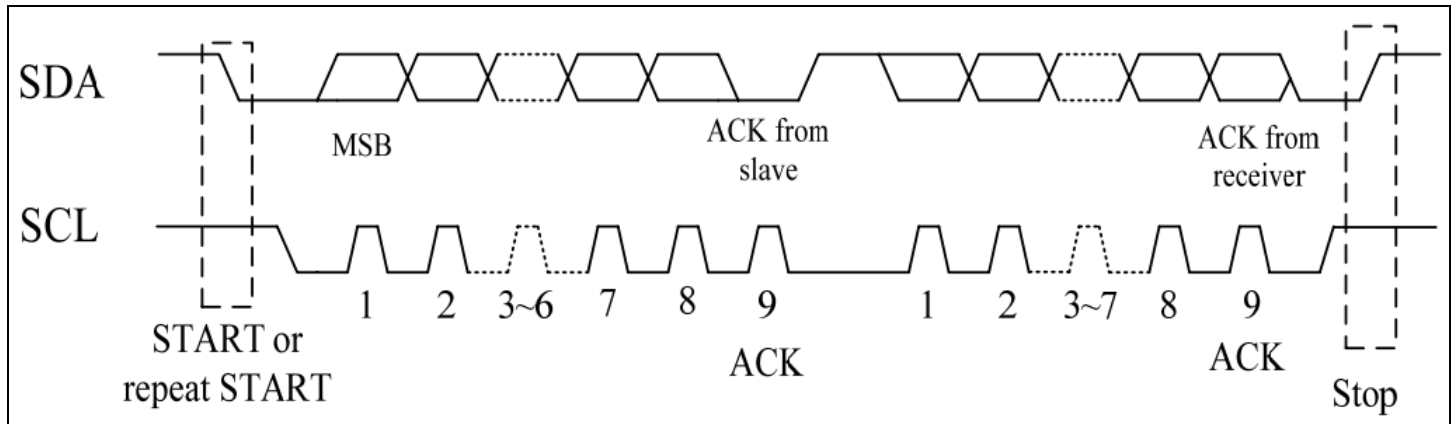 SDA
MSB
ACK from
slave
ACK from
receiver
SCL
1 2 3~6 7 8 9 1 2 3~7 8 9
START or
repeat START
ACK
ACK
Stop